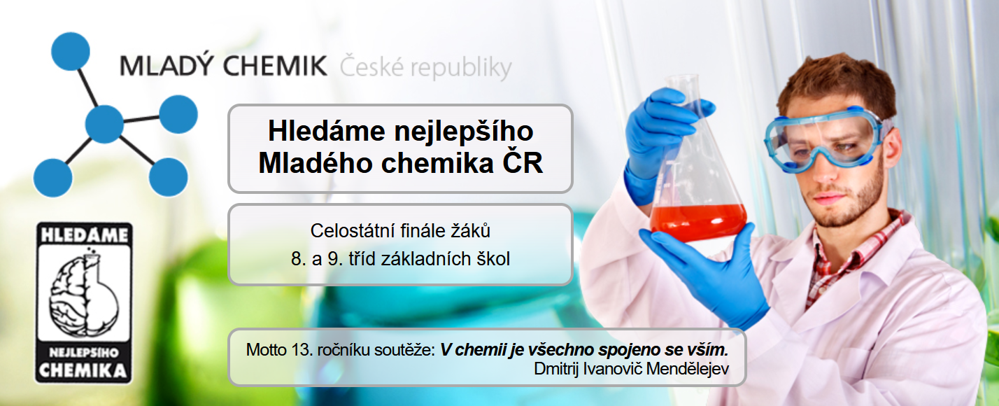 MLADÝ CHEMIK České republiky
Hledáme nejlepšího
Mladého chemika ČR
Celostátní finále žáků
8. a 9. tříd základních škol
HLEDÁME
NEJLEPŠÍHO
CHEMIKA
Motto 13. ročníku soutěže: V chemii je všechno spojeno se vším.
Dmitrij Ivanovič Mendělejev